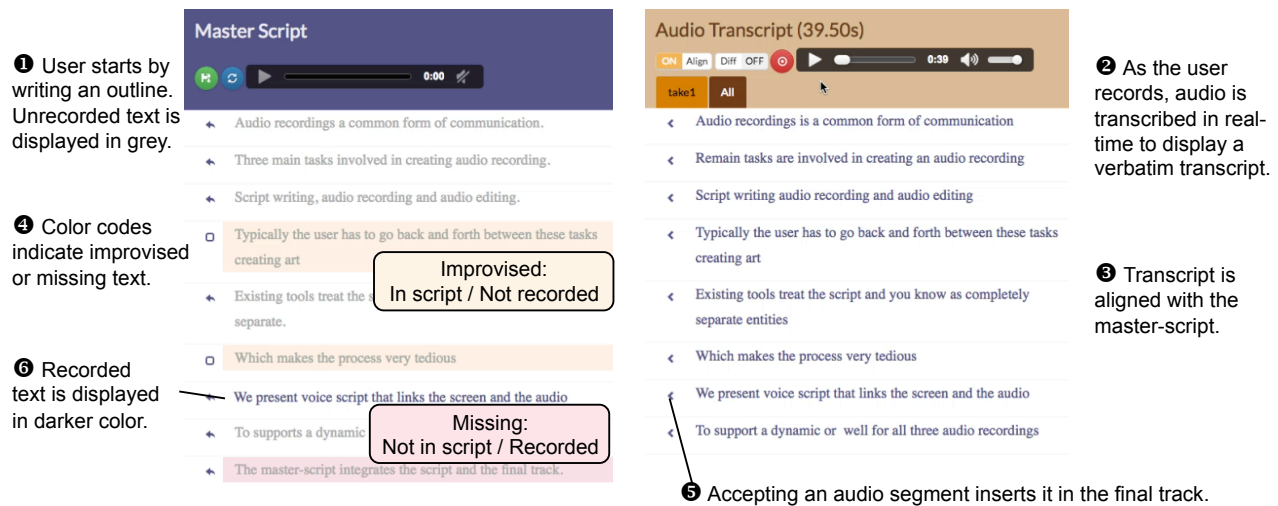 ❶ User starts by
writing an outline.
Unrecorded text is
displayed in grey.
❹ Color codes
indicate improvised
or missing text.
❻ Recorded
text is displayed
in darker color.
Master Script
0:00
Audio recordings a common form of communication.
Three main tasks involved in creating audio recording.
Script writing, audio recording and audio editing.
Typically the user has to go back and forth between these tasks
creating art
Improvised:
In script / Not recorded
Existing tools treat the s
separate.
Which makes the process very tedious
We present voice script that links the screen and the audio
Missing:
Not in script / Recorded
To supports a dynamic
The master-script integrates the script and the final track.
Audio Transcript (39.50s)
ON Align Diff OFF 0:39
take1 All
Audio recordings is a common form of communication
Remain tasks are involved in creating an audio recording
Script writing audio recording and audio editing
Typically the user has to go back and forth between these tasks
creating art
Existing tools treat the script and you know as completely
separate entities
Which makes the process very tedious
We present voice script that links the screen and the audio
To support a dynamic or well for all three audio recordings
❷ As the user
records, audio is
transcribed in real-
time to display a
verbatim transcript.
❸ Transcript is
aligned with the
master-script.
❺ Accepting an audio segment inserts it in the final track.